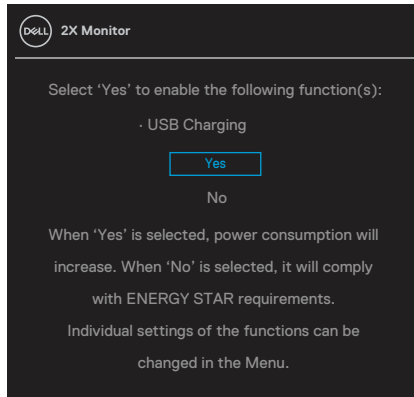 DELL 2X Monitor
Select ‘Yes’ to enable the following function(s):
· USB Charging
Yes
No
When ‘Yes’ is selected, power consumption will
increase. When ‘No’ is selected, it will comply
with ENERGY STAR requirements.
Individual settings of the functions can be
changed in the Menu.